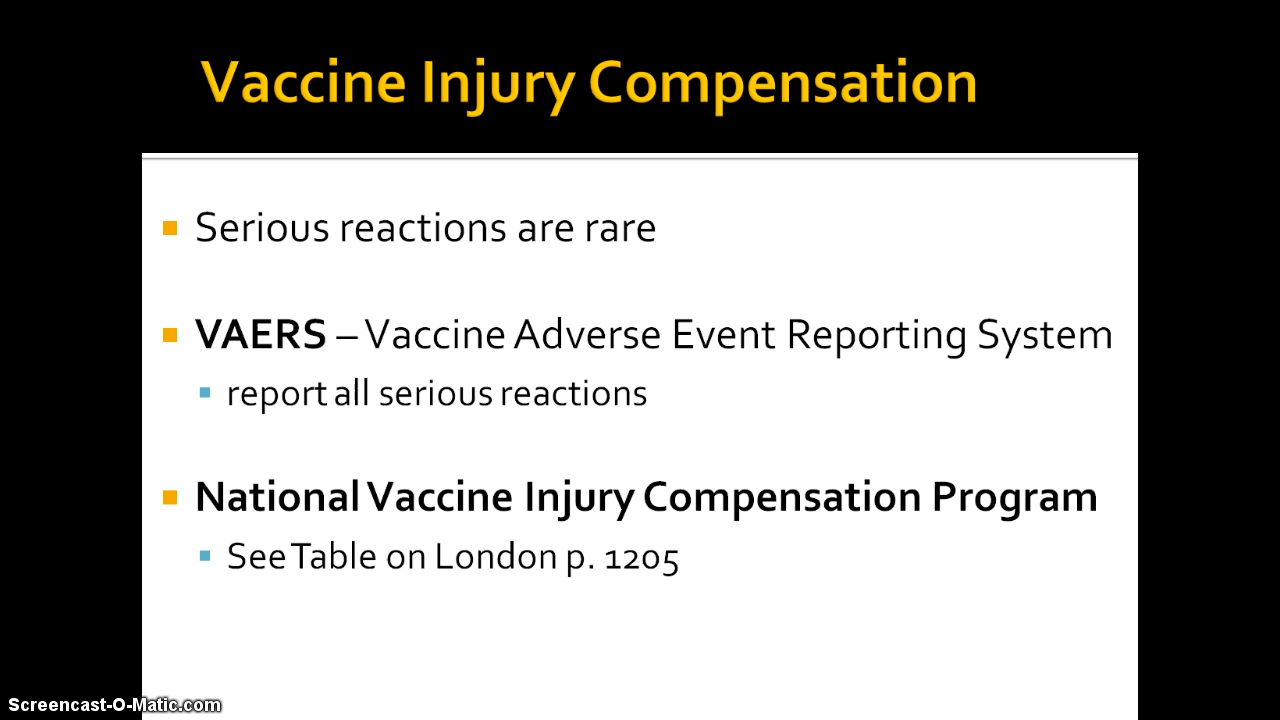 Vaccine Injury Compensation
Serious reactions are rare
VAERS – Vaccine Adverse Event Reporting System
report all serious reactions
National Vaccine Injury Compensation Program
See Table on London p. 1205
Screencast-O-Matic.com